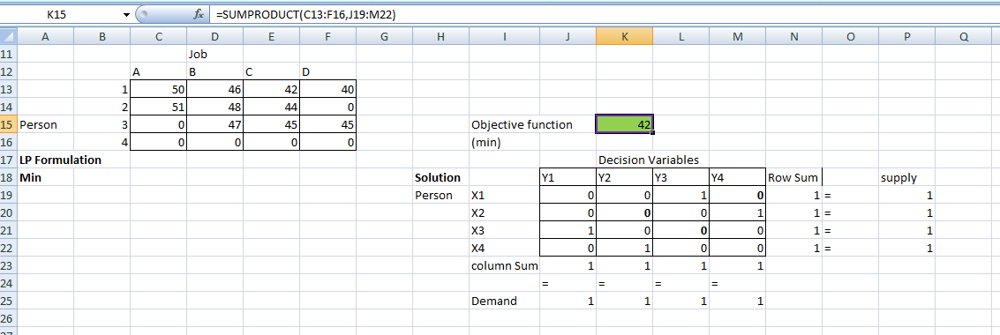 K15 fx =SUMPRODUCT(C13:F16,J19:M22)
A B C D E F G H I J K L M N O P Q
11 Job
12 A B C D
13 1 50 46 42 40
14 2 51 48 44 0
15 Person 3 0 47 45 45 Objective function 42
16 4 0 0 0 0 (min)
17 LP Formulation Decision Variables
18 Min Solution Y1 Y2 Y3 Y4 Row Sum supply
19 Person X1 0 0 1 0 1 = 1
20 X2 0 0 0 1 1 = 1
21 X3 1 0 0 0 1 = 1
22 X4 0 1 0 0 1 = 1
23 column Sum 1 1 1 1
24 = = = =
25 Demand 1 1 1 1
26
27